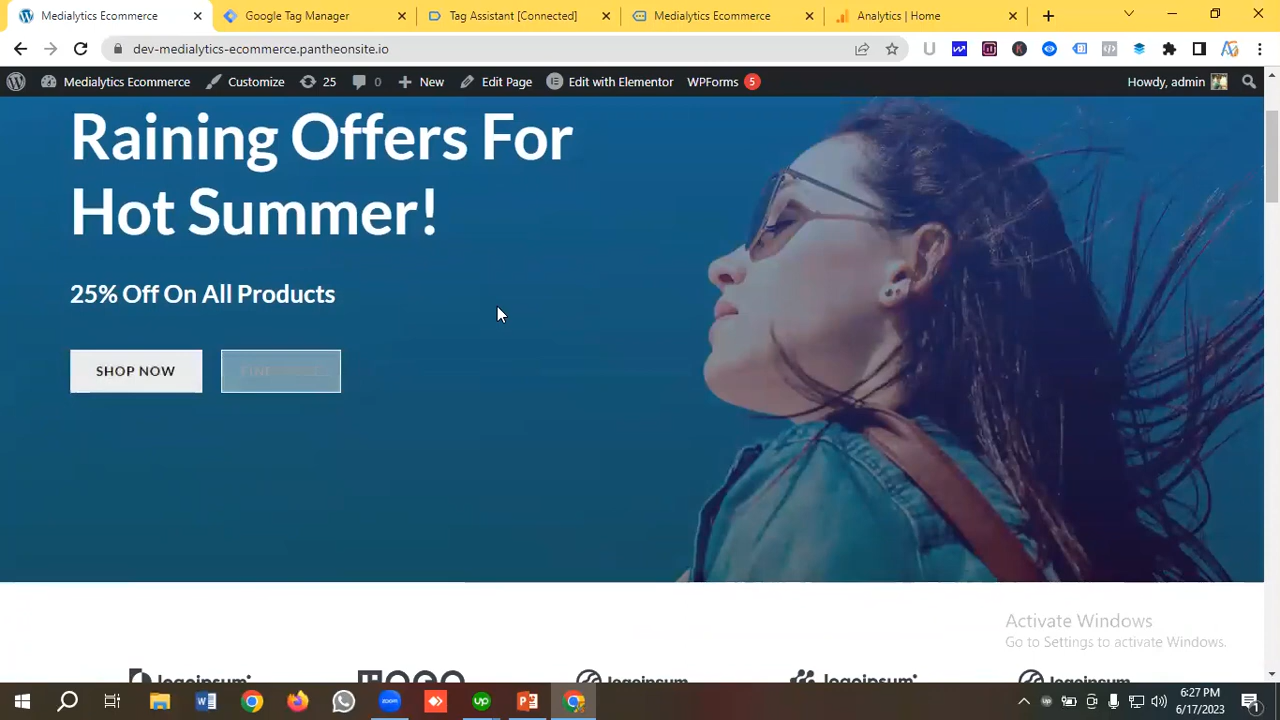 Medialytics Ecommerce
Google Tag Manager
Tag Assistant [Connected]
Medialytics Ecommerce
Analytics | Home
dev-medialytics-ecommerce.pantheonsite.io
Medialytics Ecommerce
Customize
25
0
New
Edit Page
Edit with Elementor
WPForms
5
Howdy, admin
Raining Offers For
Hot Summer!
25% Off On All Products
SHOP NOW
Activate Windows
Go to Settings to activate Windows.
6:27 PM
6/17/2023